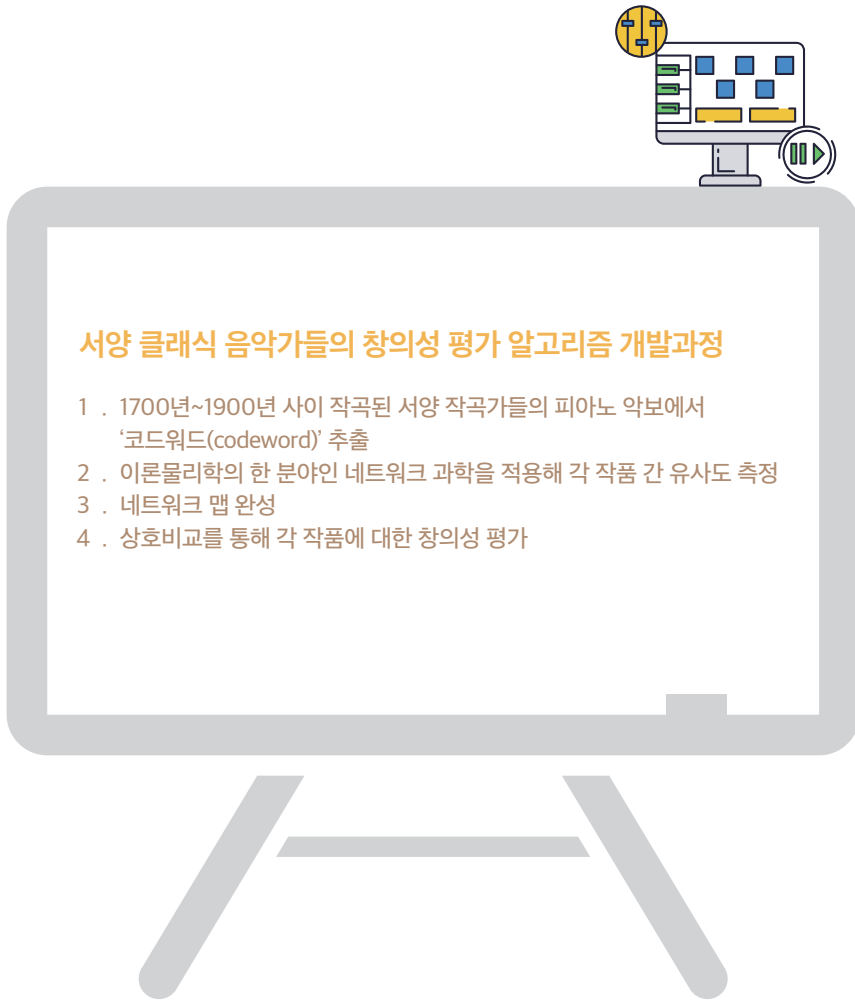 서양 클래식 음악가들의 창의성 평가 알고리즘 개발과정
1 . 1700년~1900년 사이 작곡된 서양 작곡가들의 피아노 악보에서
‘코드워드(codeword)’ 추출
2 . 이론물리학의 한 분야인 네트워크 과학을 적용해 각 작품 간 유사도 측정
3 . 네트워크 맵 완성
4 . 상호비교를 통해 각 작품에 대한 창의성 평가